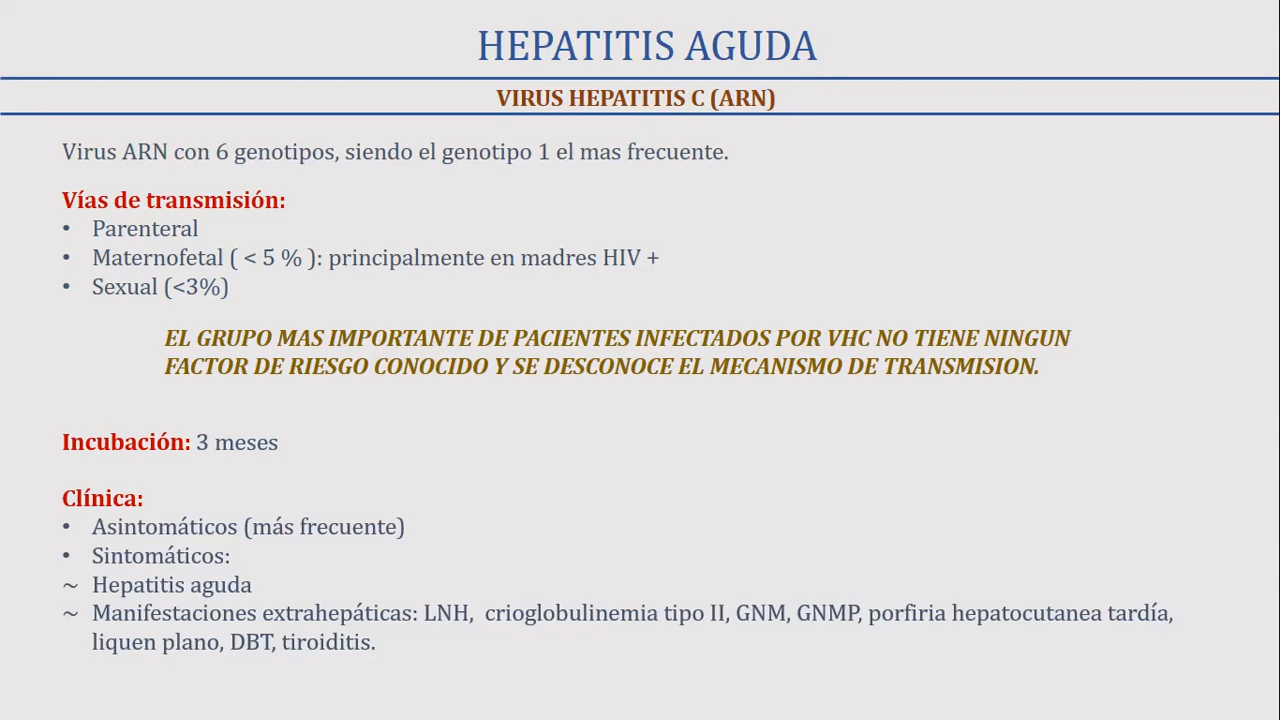 HEPATITIS AGUDA
VIRUS HEPATITIS C (ARN)
Virus ARN con 6 genotipos, siendo el genotipo 1 el mas frecuente.
Vías de transmisión:
• Parenteral
• Maternofetal ( < 5 % ): principalmente en madres HIV +
• Sexual (<3%)
EL GRUPO MAS IMPORTANTE DE PACIENTES INFECTADOS POR VHC NO TIENE NINGUN
FACTOR DE RIESGO CONOCIDO Y SE DESCONOCE EL MECANISMO DE TRANSMISION.
Incubación: 3 meses
Clínica:
• Asintomáticos (más frecuente)
• Sintomáticos:
~ Hepatitis aguda
~ Manifestaciones extrahepáticas: LNH, crioglobulinemia tipo II, GNM, GNMP, porfiria hepatocutanea tardía,
liquen plano, DBT, tiroiditis.